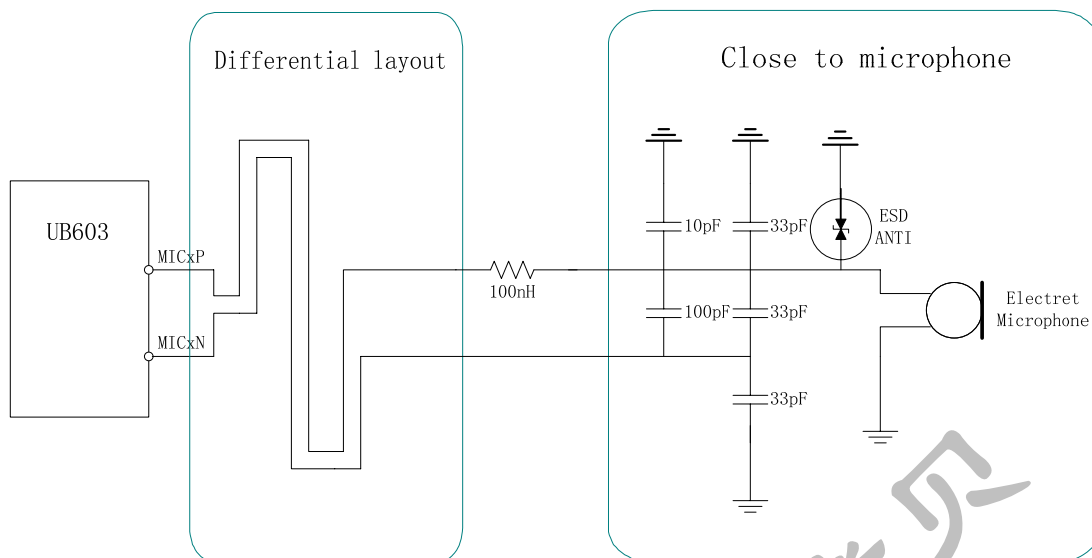 Differential layout
Close to microphone
UB603
MICxP
MICxN
100nH
10pF
33pF
ESD
ANTI
100pF
33pF
Electret
Microphone
33pF